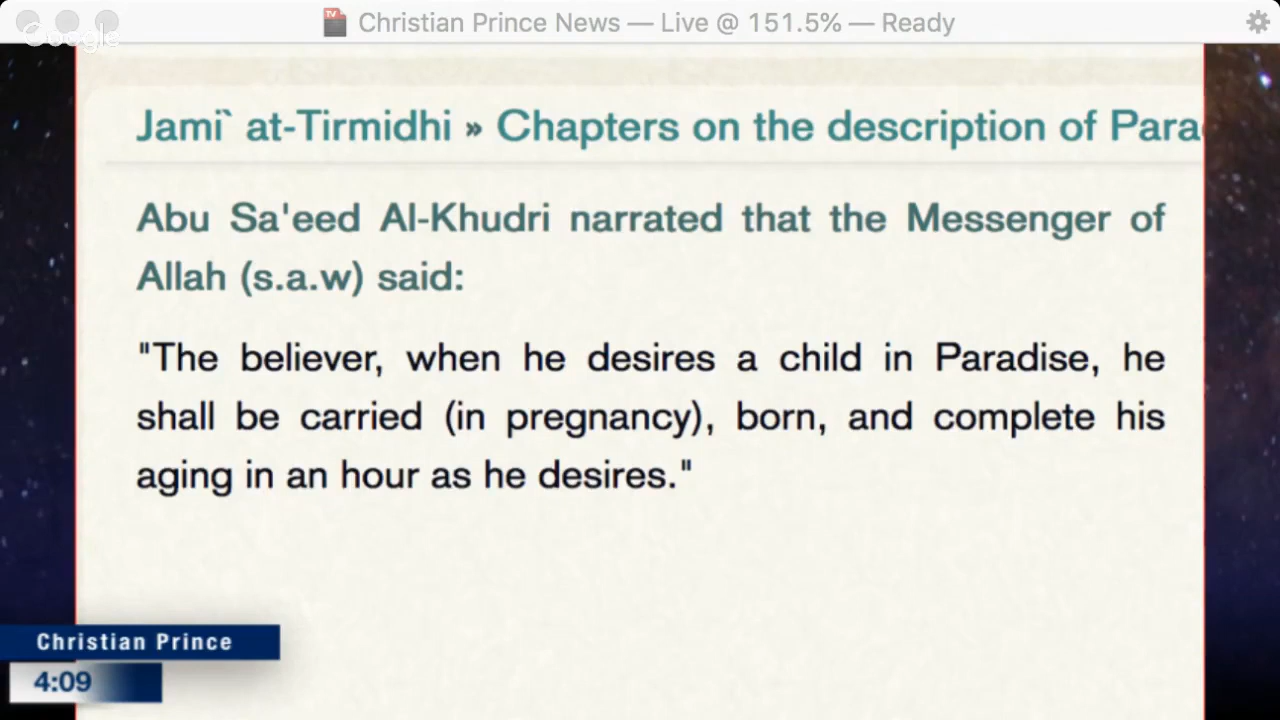 Christian Prince News — Live @ 151.5% — Ready
Google
TV
Jami` at-Tirmidhi » Chapters on the description of Para
Abu Sa'eed Al-Khudri narrated that the Messenger of
Allah (s.a.w) said:
"The believer, when he desires a child in Paradise, he
shall be carried (in pregnancy), born, and complete his
aging in an hour as he desires."
Christian Prince
4:09